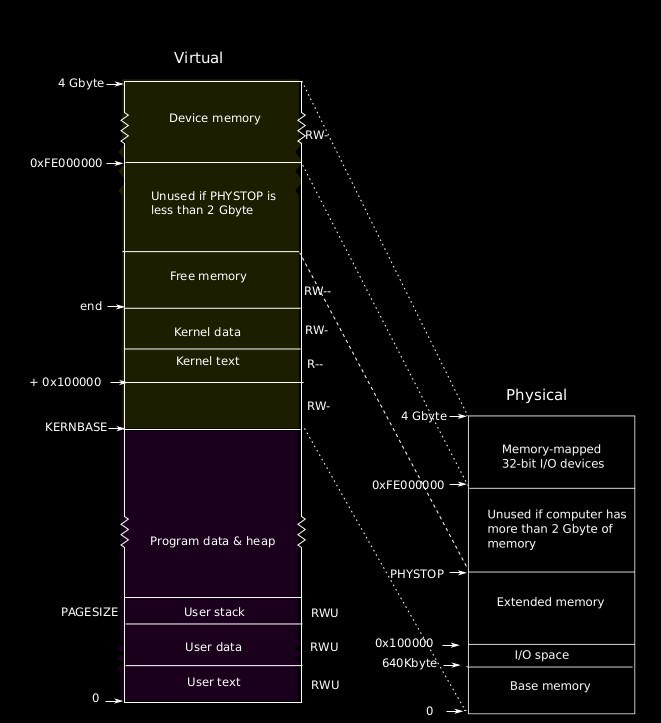 Virtual
4 Gbyte
Device memory
RW-
0xFE000000
Unused if PHYSTOP is
less than 2 Gbyte
Free memory
RW--
end
Kernel data
RW-
Kernel text
R--
+ 0x100000
RW-
KERNBASE
Program data & heap
PAGESIZE
User stack
RWU
User data
RWU
User text
RWU
0
Physical
4 Gbyte
Memory-mapped
32-bit I/O devices
0xFE000000
Unused if computer has
more than 2 Gbyte of
memory
PHYSTOP
Extended memory
0x100000
I/O space
640Kbyte
Base memory
0